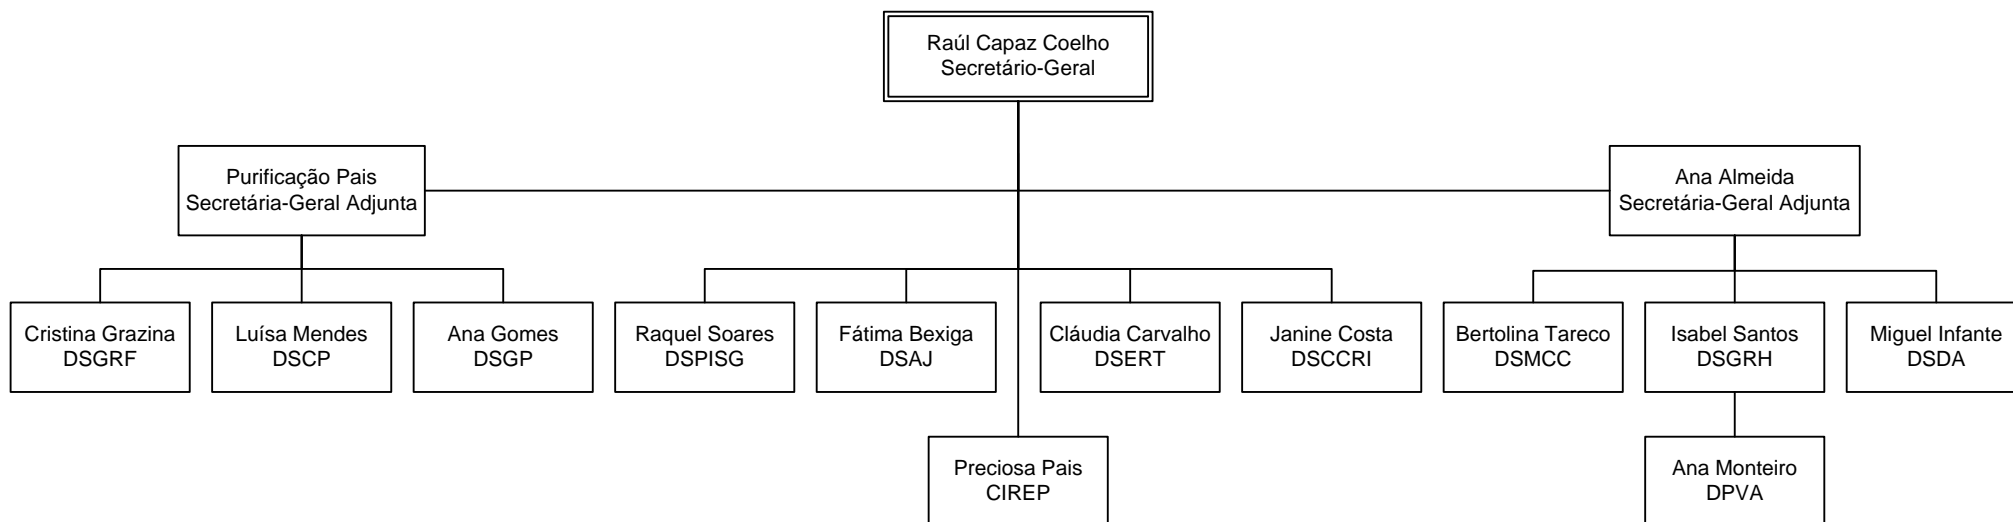 Raúl Capaz Coelho
Secretário-Geral
Purificação Pais
Secretária-Geral Adjunta
Ana Almeida
Secretária-Geral Adjunta
Cristina Grazina
DSGRF
Luísa Mendes
DSCP
Ana Gomes
DSGP
Raquel Soares
DSPISG
Fátima Bexiga
DSAJ
Cláudia Carvalho
DSERT
Janine Costa
DSCCRI
Bertolina Tareco
DSMCC
Isabel Santos
DSGRH
Miguel Infante
DSDA
Preciosa Pais
CIREP
Ana Monteiro
DPVA